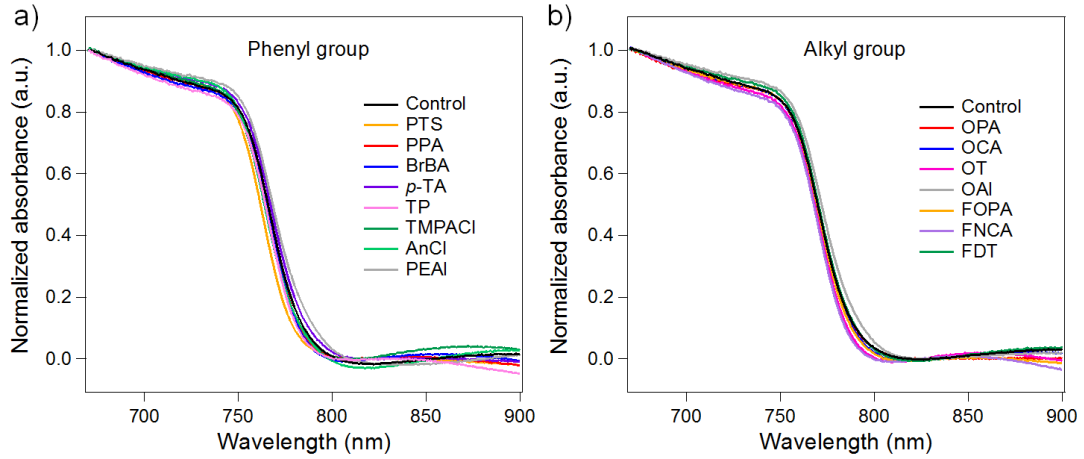 a)
Phenyl group
Normalized absorbance (a.u.)
1.0
0.8
0.6
0.4
0.2
0.0
Control
PTS
PPA
BrBA
p-TA
TP
TMPACl
AnCl
PEAI
700
750
800
850
900
Wavelength (nm)
b)
Alkyl group
Normalized absorbance (a.u.)
1.0
0.8
0.6
0.4
0.2
0.0
Control
OPA
OCA
OT
OAI
FOPA
FNCA
FDT
700
750
800
850
900
Wavelength (nm)